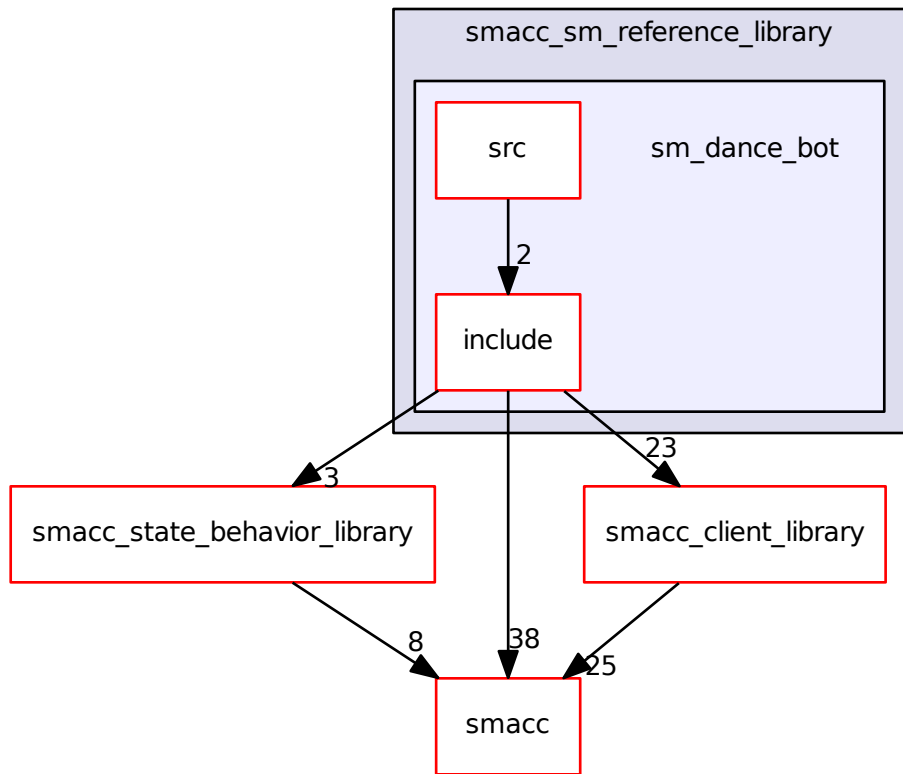 smacc_sm_reference_library
src
sm_dance_bot
2
include
3
23
smacc_state_behavior_library
smacc_client_library
8
38
25
smacc